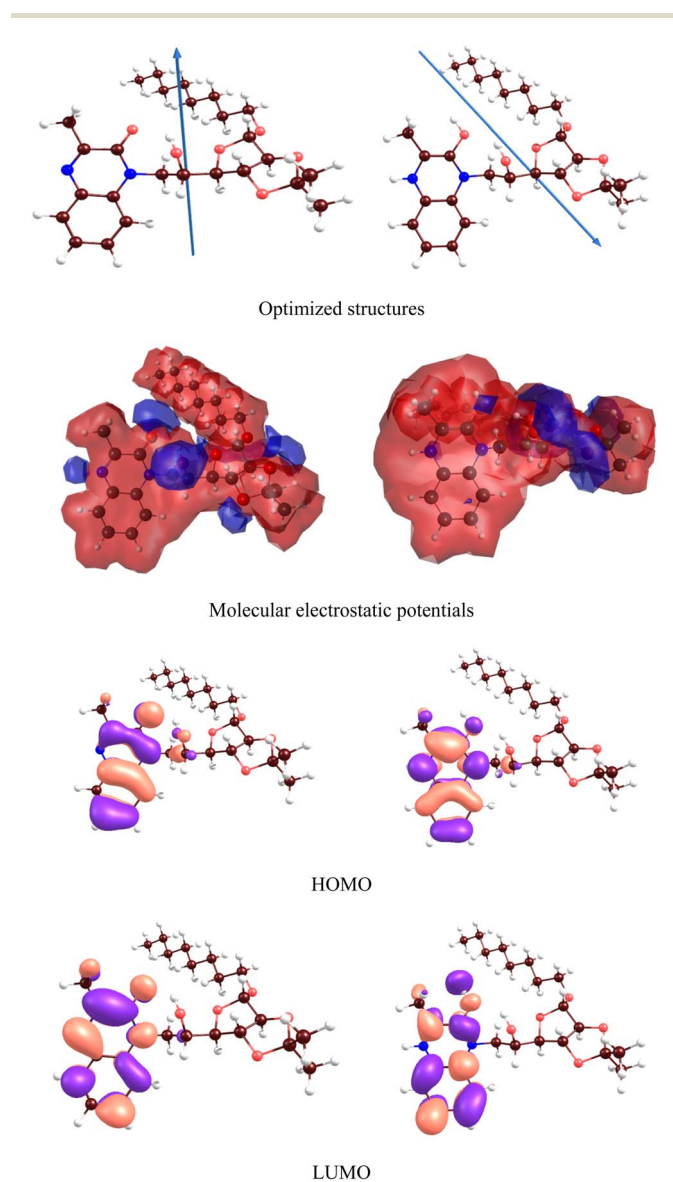 Optimized structures
Molecular electrostatic potentials
HOMO
LUMO